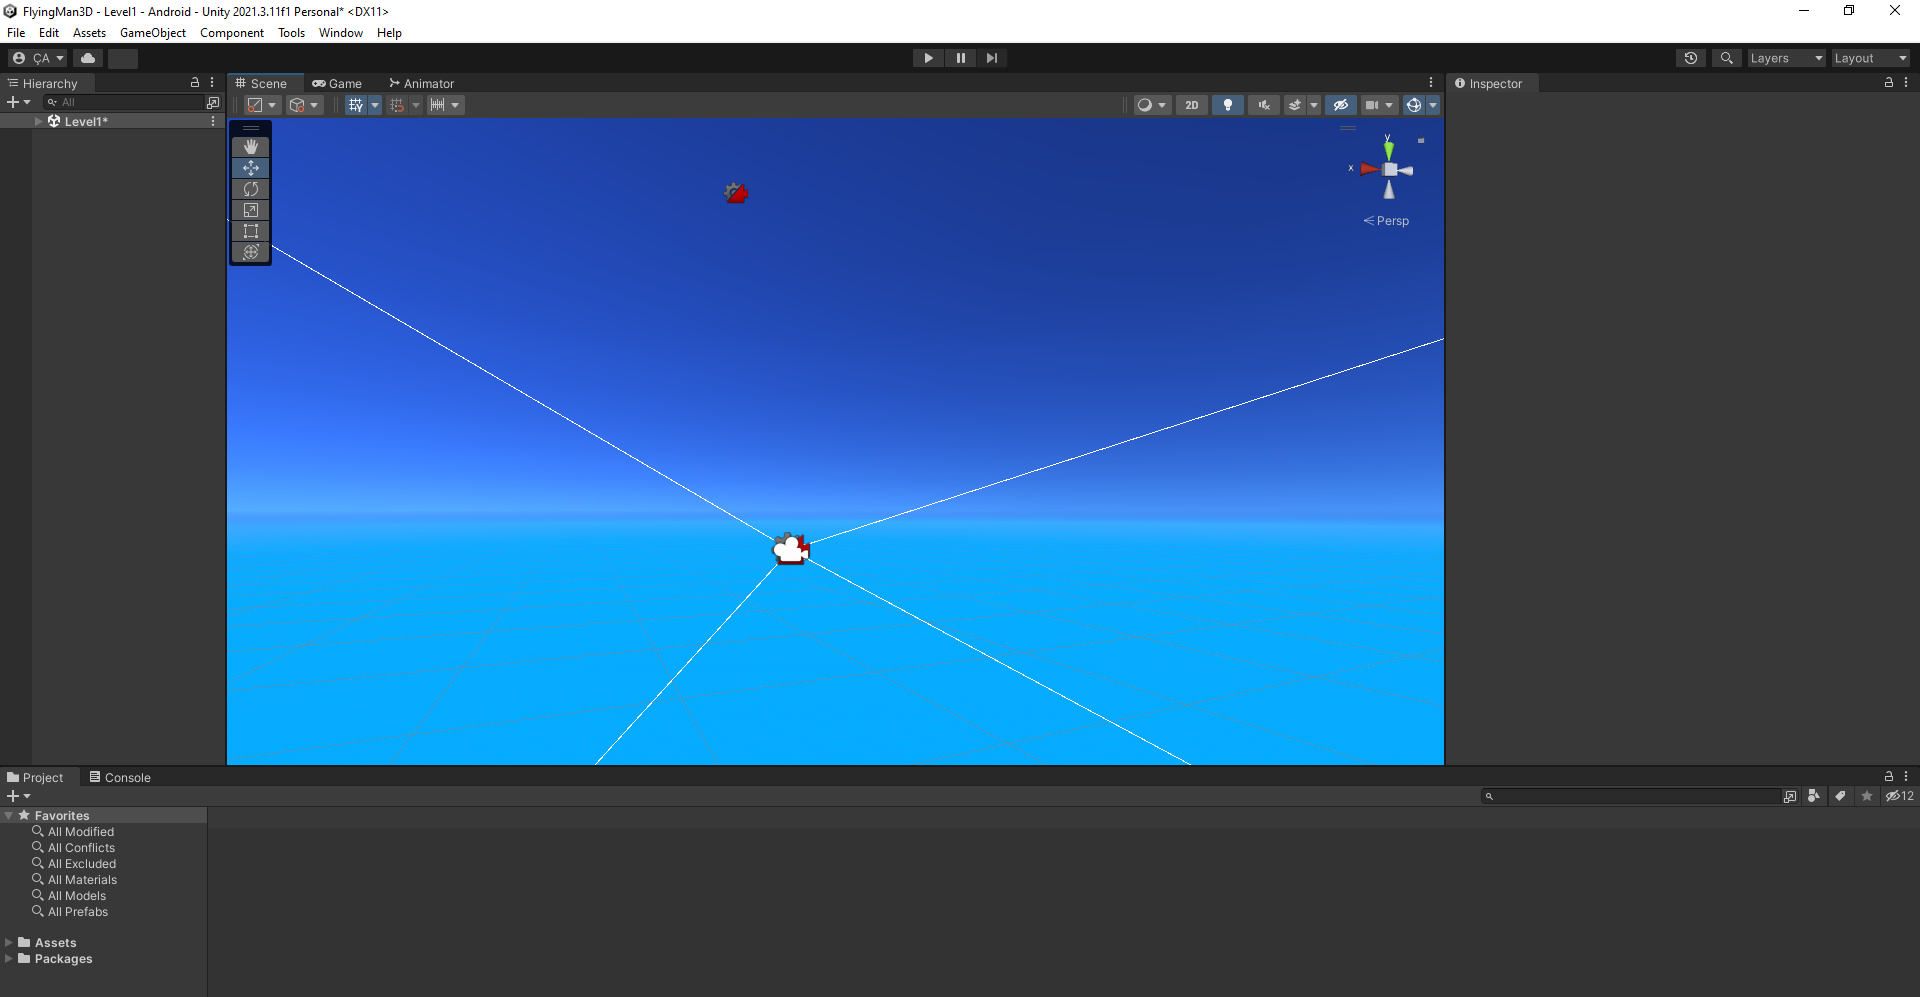 FlyingMan3D - Level1 - Android - Unity 2021.3.11f1 Personal* <DX11>
File Edit Assets GameObject Component Tools Window Help
ÇA Layers Layout
Hierarchy Scene Game Animator Inspector
All 2D
Level1*
y
x
Persp
Project Console
12
Favorites
All Modified
All Conflicts
All Excluded
All Materials
All Models
All Prefabs
Assets
Packages